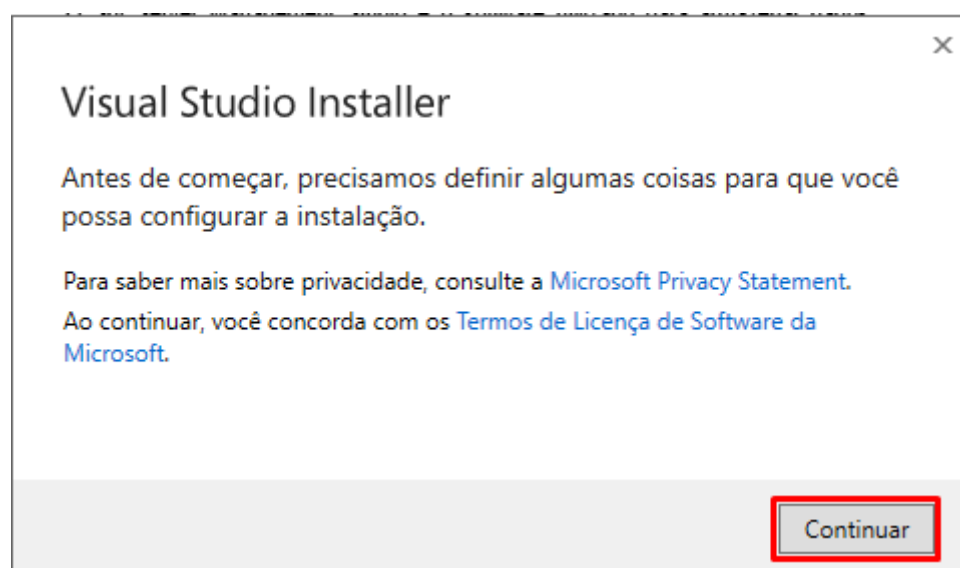 Visual Studio Installer
Antes de começar, precisamos definir algumas coisas para que você
possa configurar a instalação.
Para saber mais sobre privacidade, consulte a Microsoft Privacy Statement.
Ao continuar, você concorda com os Termos de Licença de Software da
Microsoft.
Continuar